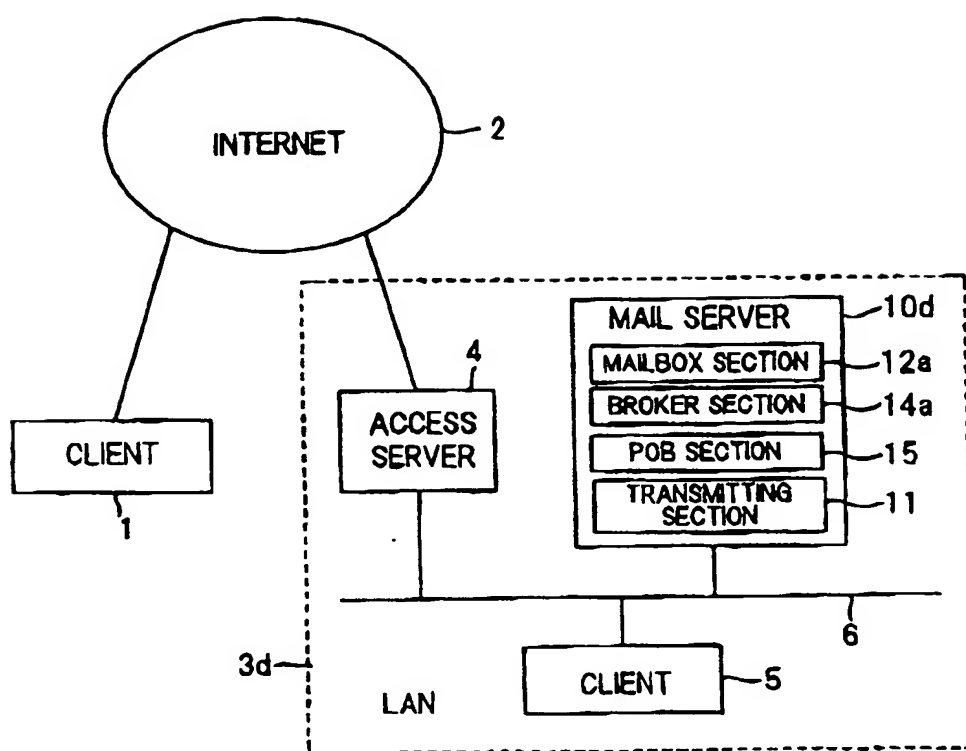 INTERNET
2
MAIL SERVER
10d
MAILBOX SECTION
12a
BROKER SECTION
14a
POB SECTION
15
TRANSMITTING
SECTION
11
4
ACCESS
SERVER
CLIENT
1
6
3d
CLIENT
5
LAN